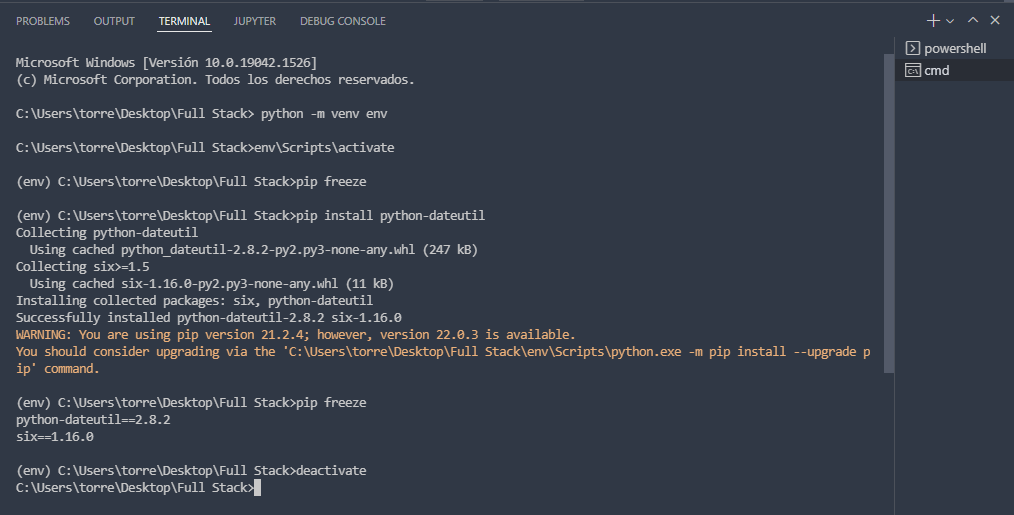 PROBLEMS OUTPUT TERMINAL JUPYTER DEBUG CONSOLE
powershell
cmd
Microsoft Windows [Versión 10.0.19042.1526]
(c) Microsoft Corporation. Todos los derechos reservados.
C:\Users\torre\Desktop\Full Stack> python -m venv env
C:\Users\torre\Desktop\Full Stack>env\Scripts\activate
(env) C:\Users\torre\Desktop\Full Stack>pip freeze
(env) C:\Users\torre\Desktop\Full Stack>pip install python-dateutil
Collecting python-dateutil
  Using cached python_dateutil-2.8.2-py2.py3-none-any.whl (247 kB)
Collecting six>=1.5
  Using cached six-1.16.0-py2.py3-none-any.whl (11 kB)
Installing collected packages: six, python-dateutil
Successfully installed python-dateutil-2.8.2 six-1.16.0
WARNING: You are using pip version 21.2.4; however, version 22.0.3 is available.
You should consider upgrading via the 'C:\Users\torre\Desktop\Full Stack\env\Scripts\python.exe -m pip install --upgrade p
ip' command.
(env) C:\Users\torre\Desktop\Full Stack>pip freeze
python-dateutil==2.8.2
six==1.16.0
(env) C:\Users\torre\Desktop\Full Stack>deactivate
C:\Users\torre\Desktop\Full Stack>